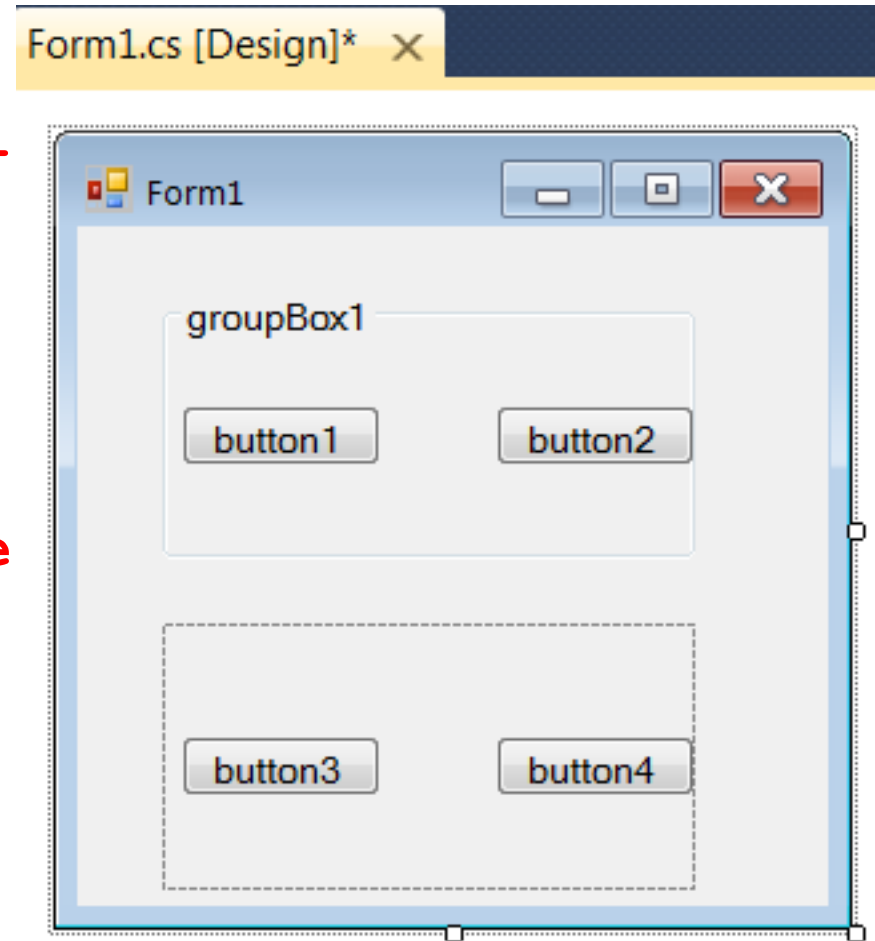 Form1.cs [Design]*
Form1
groupBox1
button1 button2
e
button3 button4